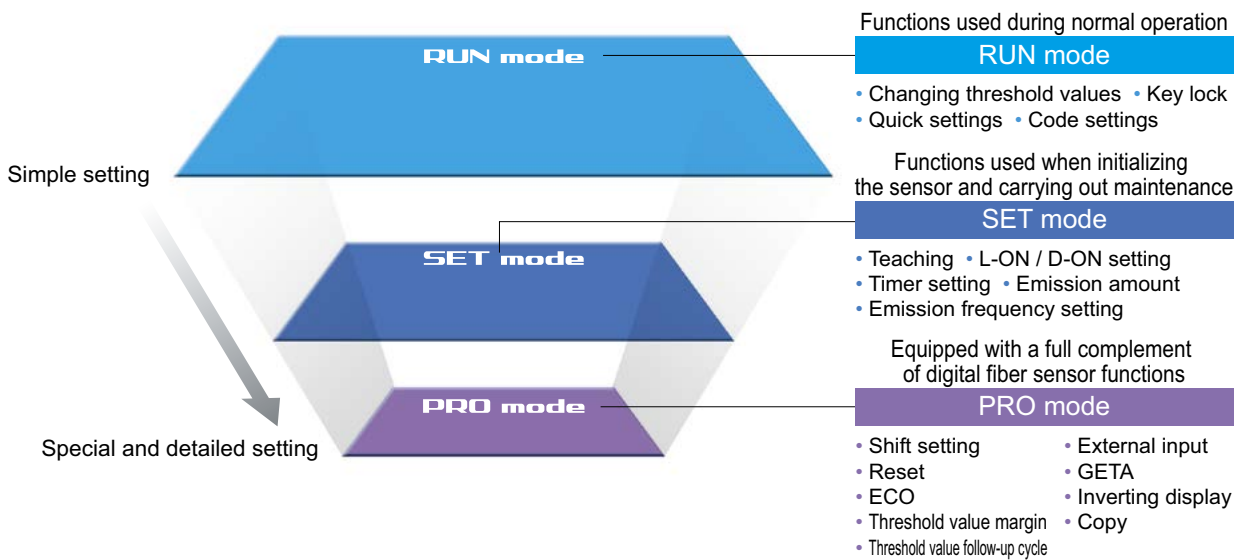 RUN mode
SET mode
PRO mode
Simple setting
Special and detailed setting
Functions used during normal operation
RUN mode
• Changing threshold values • Key lock
• Quick settings • Code settings
Functions used when initializing
the sensor and carrying out maintenance
SET mode
• Teaching • L-ON / D-ON setting
• Timer setting • Emission amount
• Emission frequency setting
Equipped with a full complement
of digital fiber sensor functions
PRO mode
• Shift setting
• Reset
• ECO
• Threshold value margin
• Threshold value follow-up cycle
• External input
• GETA
• Inverting display
• Copy